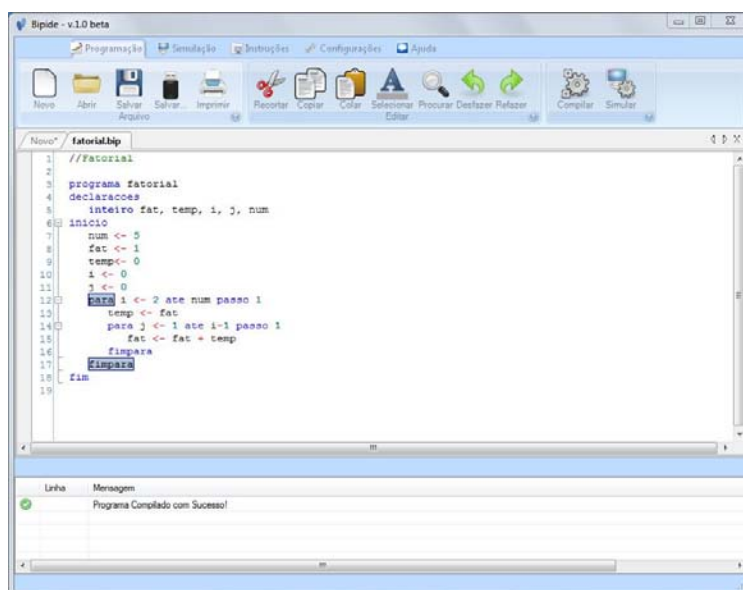 Bipide - v.1.0 beta
Programação Simulação Instruções Configurações Ajuda
Novo Abrir Salvar Salvar... Imprimir Recortar Copiar Colar Selecionar Procurar Desfazer Refazer Compilar Simular
Arquivo Editar
Novo* fatorial.bip
1 //Fatorial
2
3 programa fatorial
4 declaracoes
5 inteiro fat, temp, i, j, num
6 inicio
7 num <- 5
8 fat <- 1
9 temp<- 0
10 i <- 0
11 j <- 0
12 para i <- 2 ate num passo 1
13 temp <- fat
14 para j <- 1 ate i-1 passo 1
15 fat <- fat + temp
16 fimpara
17 fimpara
18 fim
19
Linha Mensagem
Programa Compilado com Sucesso!